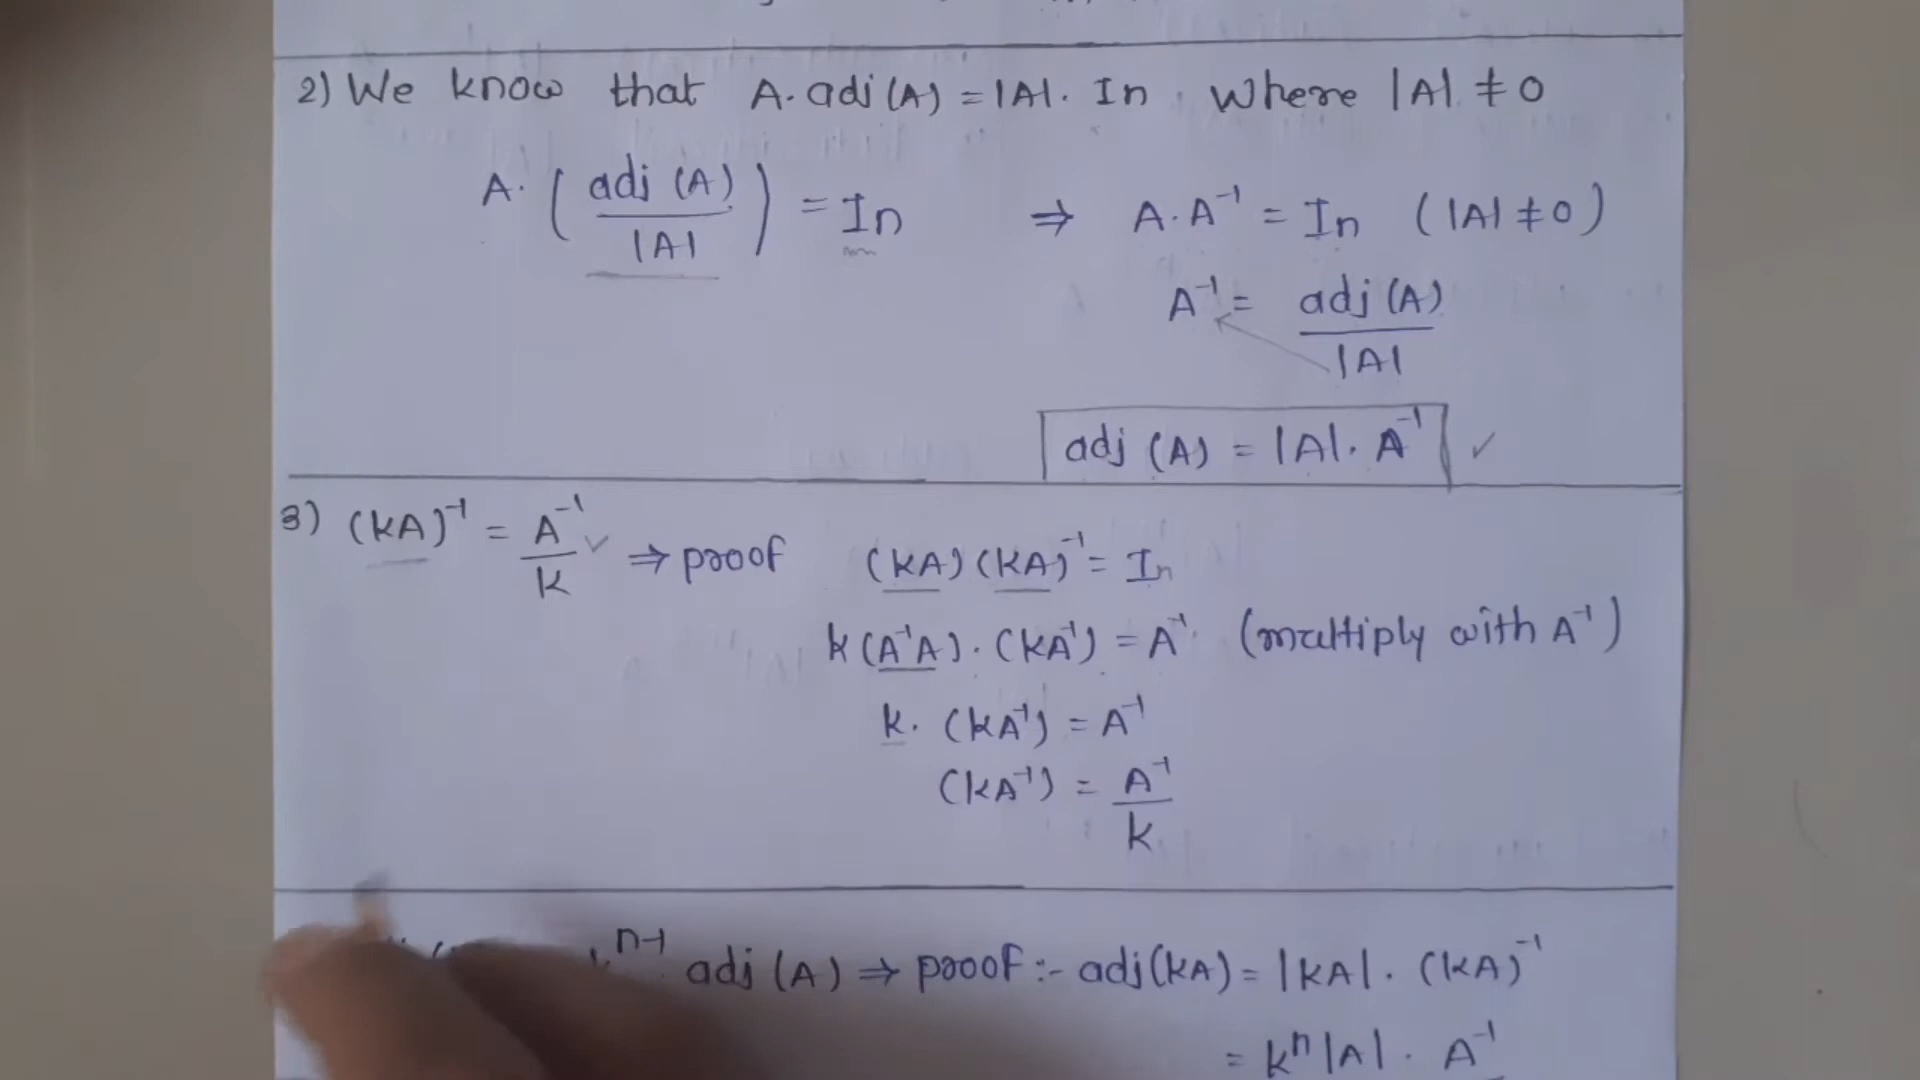 2) We know that A. adj (A) = |A|. In, where |A| ≠ 0
A. ( adj (A) / |A| ) = In ⇒ A. A⁻¹ = In ( |A| ≠ 0 )
A⁻¹ = adj (A) / |A|
adj (A) = |A|. A⁻¹ ✓
3) (kA)⁻¹ = A⁻¹ / k ✓ ⇒ proof (kA) (kA)⁻¹ = In
k (A⁻¹A). (kA⁻¹) = A⁻¹. (multiply with A⁻¹)
k. (kA⁻¹) = A⁻¹
(kA⁻¹) = A⁻¹ / k
n-1 adj (A) ⇒ proof :- adj (kA) = |kA|. (kA)⁻¹
= kⁿ |A|. A⁻¹